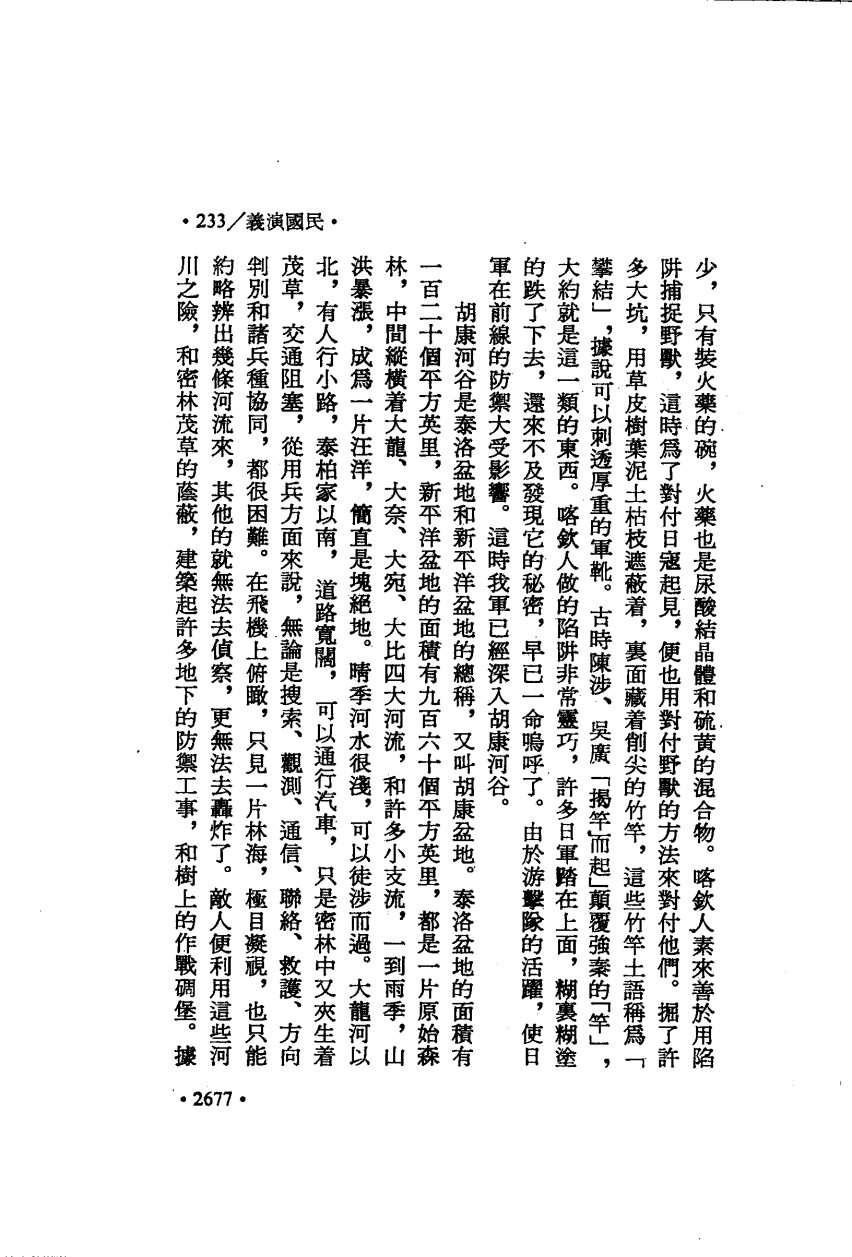 •233/義演國民•
少，只有裝火藥的碗，火藥也是尿酸結晶體和硫黃的混合物。喀欽人素來善於用陷
阱捕捉野獸，這時爲了對付日寇起見，便也用對付野獸的方法來對付他們。掘了許
多大坑，用草皮樹葉泥土枯枝遮蔽着，裏面藏着削尖的竹竿，這些竹竿土語稱爲「
攀結」，據說可以刺透厚重的軍靴。古時陳涉、吳廣「揭竿而起」顛覆強秦的「竿」，
大約就是這一類的東西。喀欽人做的陷阱非常靈巧，許多日軍踏在上面，糊裏糊塗
的跌了下去，還來不及發現它的秘密，早已一命嗚呼了。由於游擊隊的活躍，使日
軍在前線的防禦大受影響。這時我軍已經深入胡康河谷。
胡康河谷是泰洛盆地和新平洋盆地的總稱，又叫胡康盆地。泰洛盆地的面積有
一百二十個平方英里，新平洋盆地的面積有九百六十個平方英里，都是一片原始森
林，中間縱橫着大龍、大奈、大宛、大比四大河流，和許多小支流，一到雨季，山
洪暴漲，成爲一片汪洋，簡直是塊絕地。晴季河水很淺，可以徒涉而過。大龍河以
北，有人行小路，泰柏家以南，道路寬闊，可以通行汽車，只是密林中又夾生着
茂草，交通阻塞，從用兵方面來說，無論是搜索、觀測、通信、聯絡、救護、方向
判別和諸兵種協同，都很困難。在飛機上俯瞰，只見一片林海，極目凝視，也只能
約略辨出幾條河流來，其他的就無法去偵察，更無法去轟炸了。敵人便利用這些河
川之險，和密林茂草的蔭蔽，建築起許多地下的防禦工事，和樹上的作戰碉堡。據
•2677•